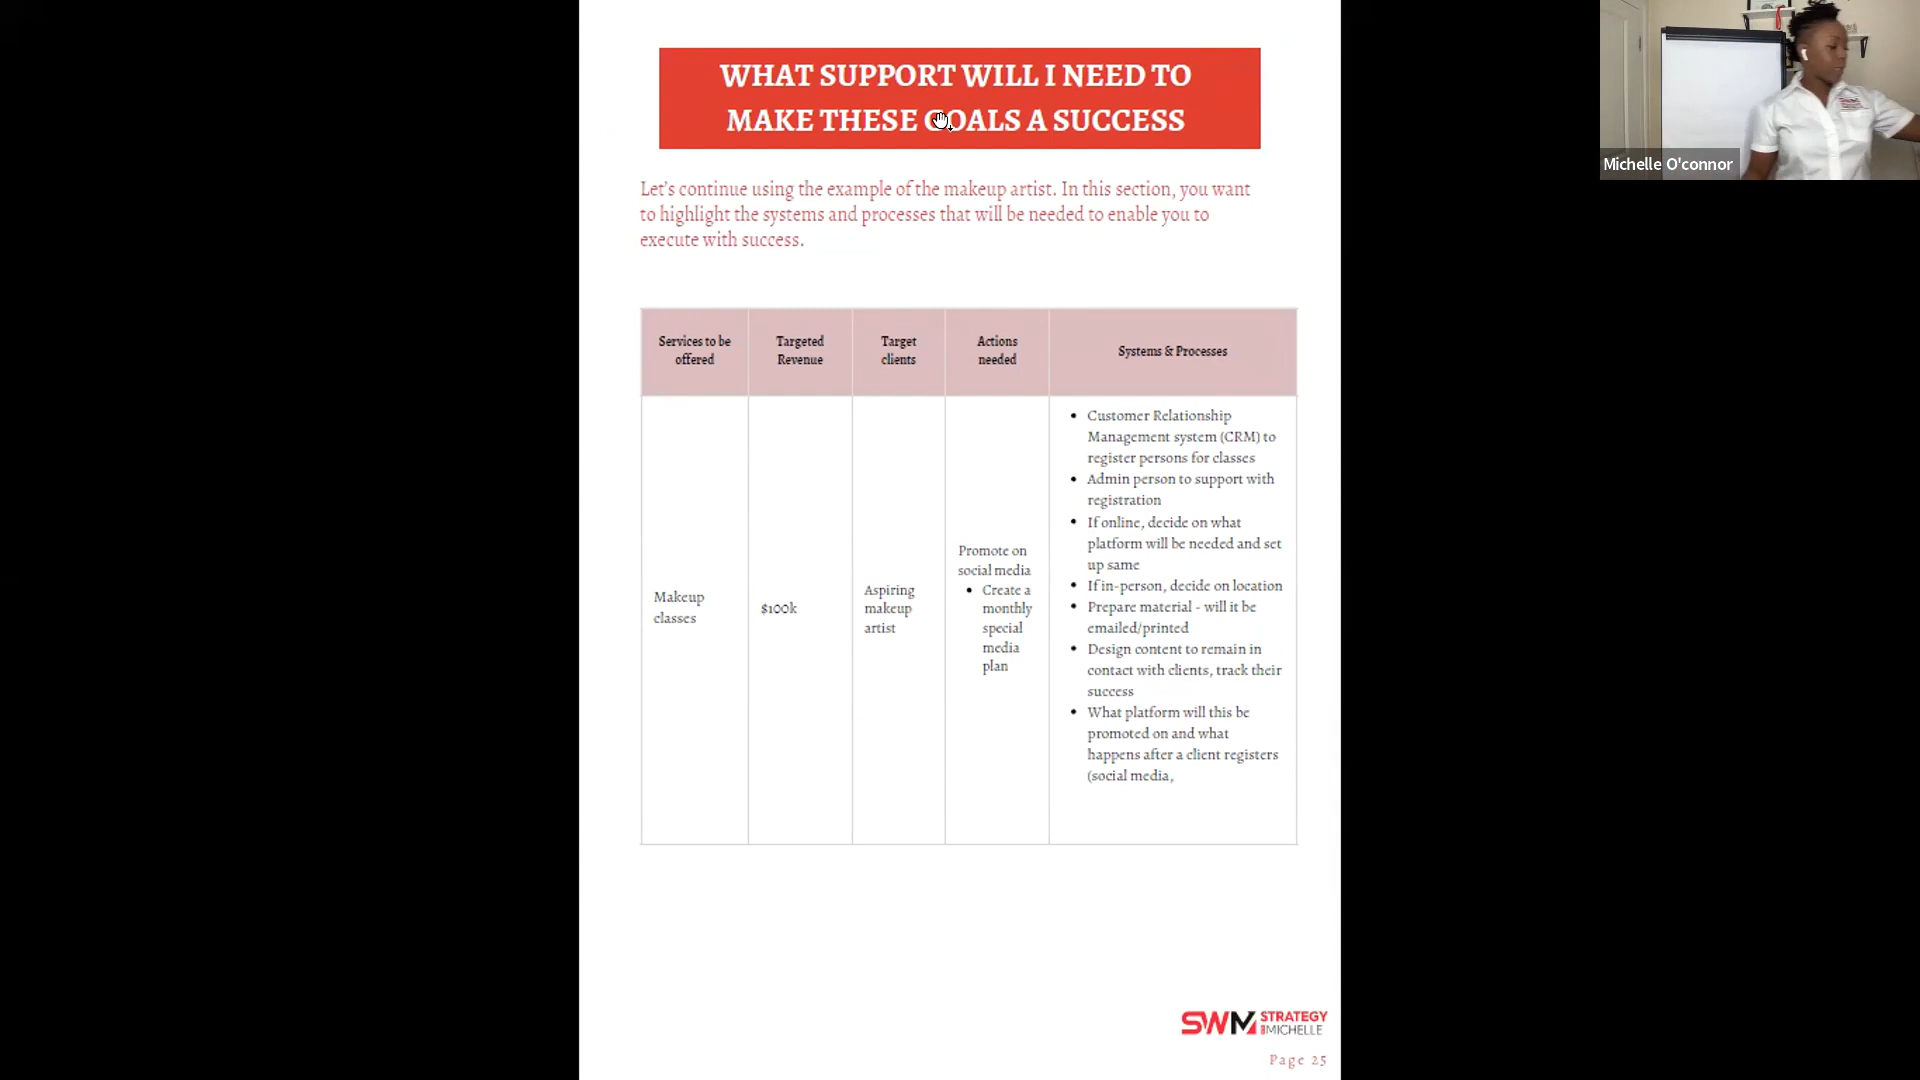 WHAT SUPPORT WILL I NEED TO
MAKE THESE GOALS A SUCCESS
Michelle O'connor
Let's continue using the example of the makeup artist. In this section, you want
to highlight the systems and processes that will be needed to enable you to
execute with success.
Services to be
offered
Targeted
Revenue
Target
clients
Actions
needed
Systems & Processes
Makeup
classes
$100k
Aspiring
makeup
artist
Promote on
social media
• Create a
monthly
special
media
plan
• Customer Relationship
Management system (CRM) to
register persons for classes
• Admin person to support with
registration
• If online, decide on what
platform will be needed and set
up same
• If in-person, decide on location
• Prepare material - will it be
emailed/printed
• Design content to remain in
contact with clients, track their
success
• What platform will this be
promoted on and what
happens after a client registers
(social media,
SWM STRATEGY
MICHELLE
Page 25